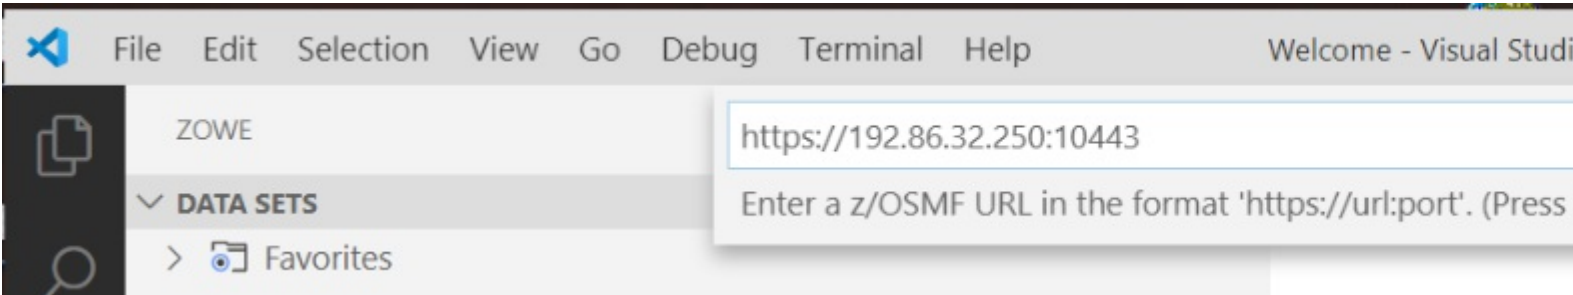 File Edit Selection View Go Debug Terminal Help Welcome - Visual Studi
ZOWE
https://192.86.32.250:10443
DATA SETS
Enter a z/OSMF URL in the format 'https://url:port'. (Press
Favorites